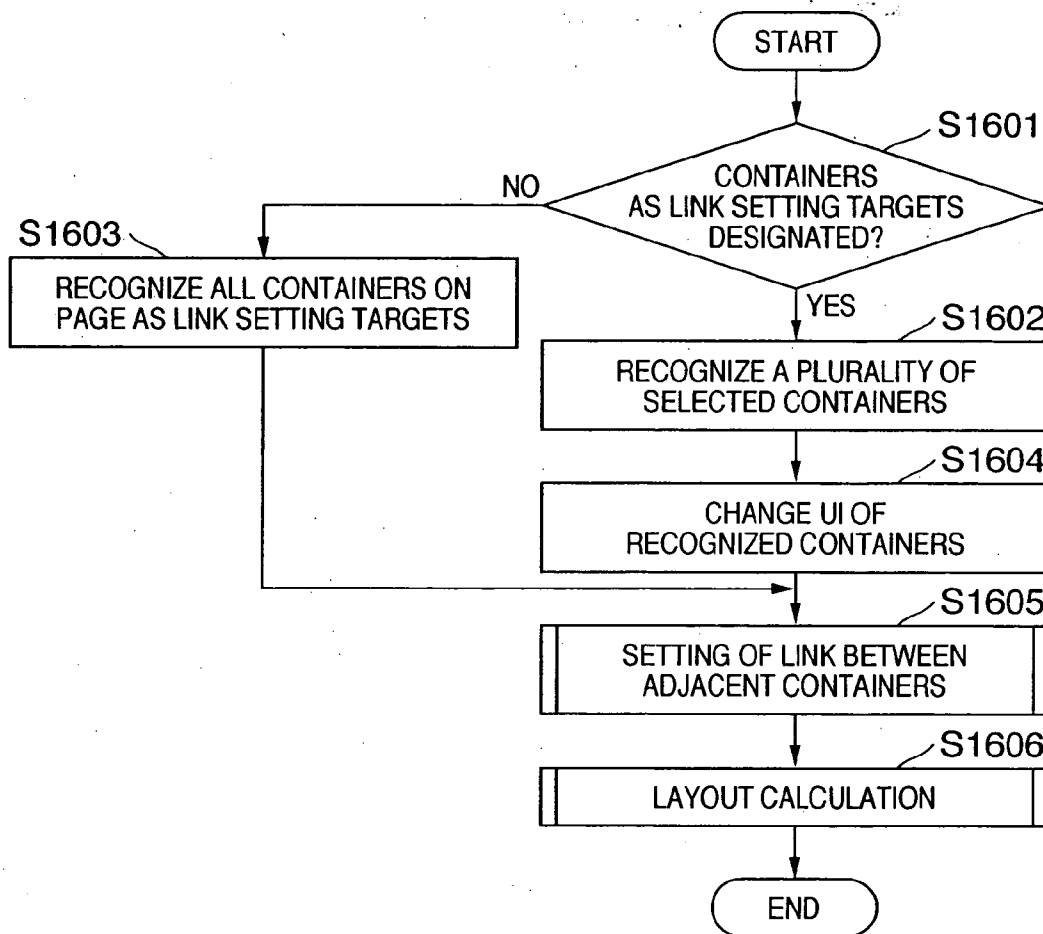 START
S1601
CONTAINERS
AS LINK SETTING TARGETS
DESIGNATED?
NO
S1603
RECOGNIZE ALL CONTAINERS ON
PAGE AS LINK SETTING TARGETS
YES
S1602
RECOGNIZE A PLURALITY OF
SELECTED CONTAINERS
S1604
CHANGE UI OF
RECOGNIZED CONTAINERS
S1605
SETTING OF LINK BETWEEN
ADJACENT CONTAINERS
S1606
LAYOUT CALCULATION
END